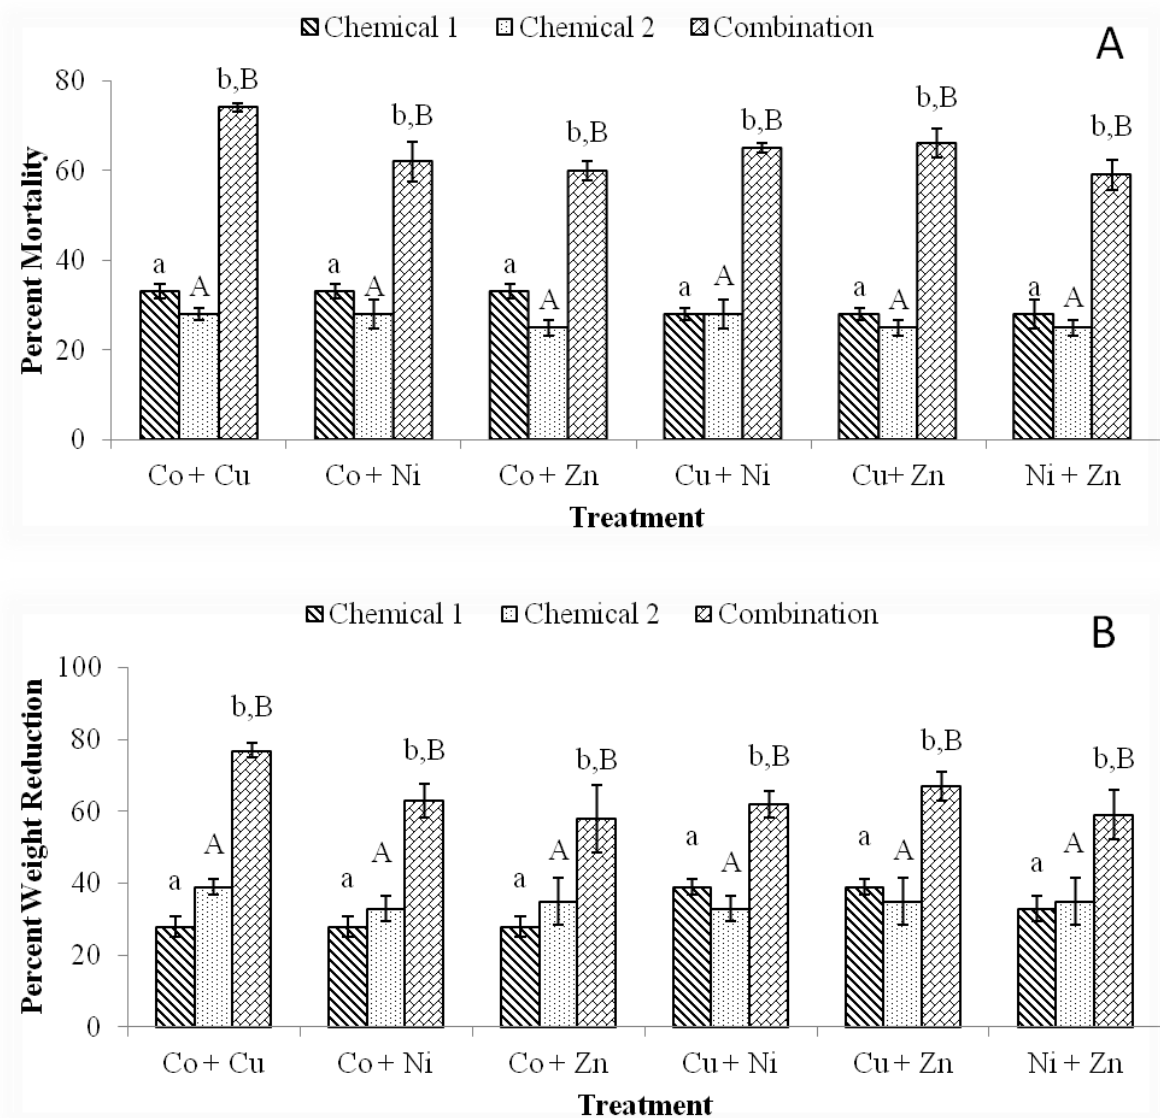 Chemical 1 Chemical 2 Combination
A
Percent Mortality
80
60
40
20
0
b,B
b,B
b,B
b,B
b,B
b,B
a A
a A
a A
a A
a A
a A
Co + Cu Co + Ni Co + Zn Cu + Ni Cu+ Zn Ni + Zn
Treatment
Chemical 1 Chemical 2 Combination
B
Percent Weight Reduction
100
80
60
40
20
0
b,B
b,B
b,B
b,B
b,B
b,B
a A
a A
a A
a A
a A
a A
Co + Cu Co + Ni Co + Zn Cu + Ni Cu + Zn Ni + Zn
Treatment